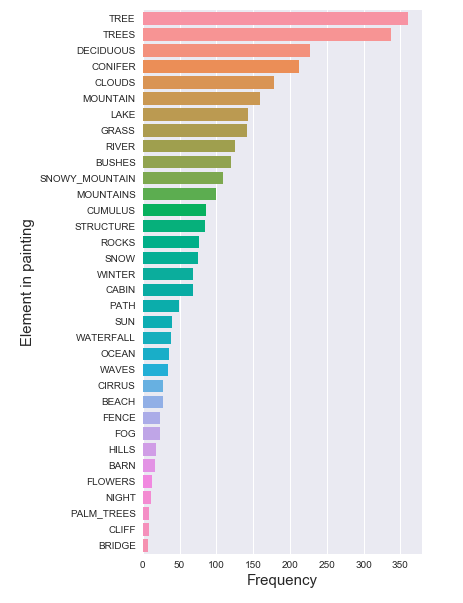 TREE
TREES
DECIDUOUS
CONIFER
CLOUDS
MOUNTAIN
LAKE
GRASS
RIVER
BUSHES
SNOWY_MOUNTAIN
MOUNTAINS
CUMULUS
STRUCTURE
ROCKS
SNOW
WINTER
CABIN
PATH
SUN
WATERFALL
OCEAN
WAVES
CIRRUS
BEACH
FENCE
FOG
HILLS
BARN
FLOWERS
NIGHT
PALM_TREES
CLIFF
BRIDGE
Element in painting
0 50 100 150 200 250 300 350
Frequency